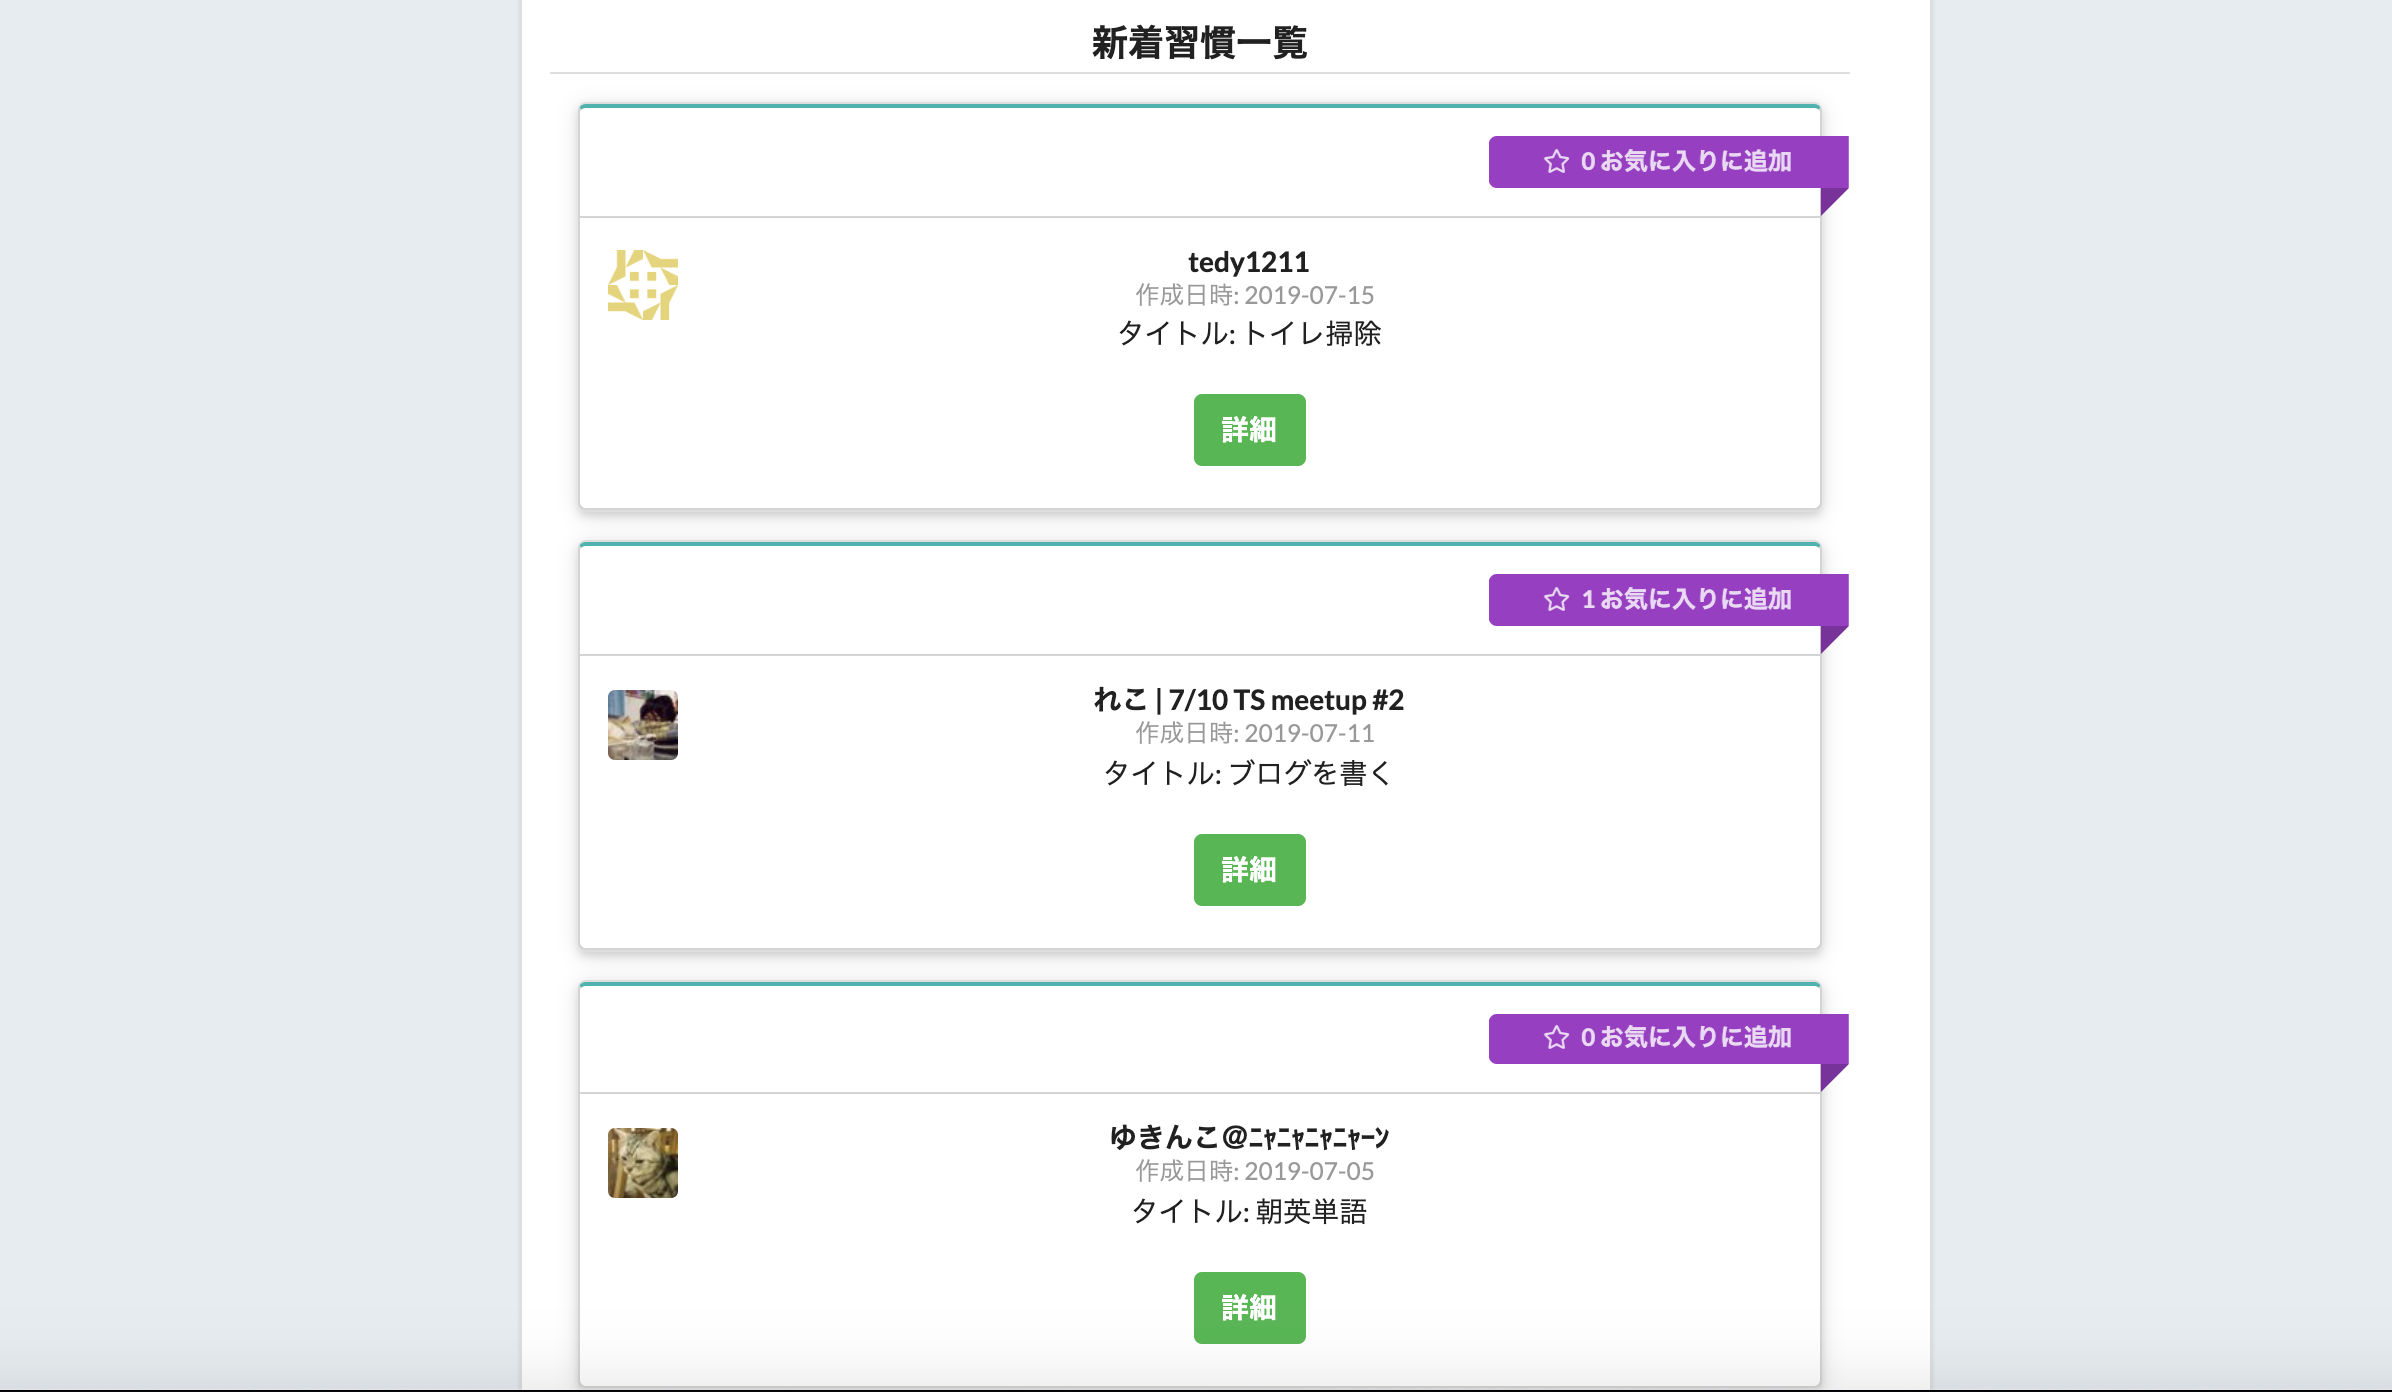 新着習慣一覧
0 お気に入りに追加
tedy1211
作成日時: 2019-07-15
タイトル: トイレ掃除
詳細
1 お気に入りに追加
れこ | 7/10 TS meetup #2
作成日時: 2019-07-11
タイトル: ブログを書く
詳細
0 お気に入りに追加
ゆきんこ@ﾆｬﾆｬﾆｬﾆｬｰｿ
作成日時: 2019-07-05
タイトル: 朝英単語
詳細